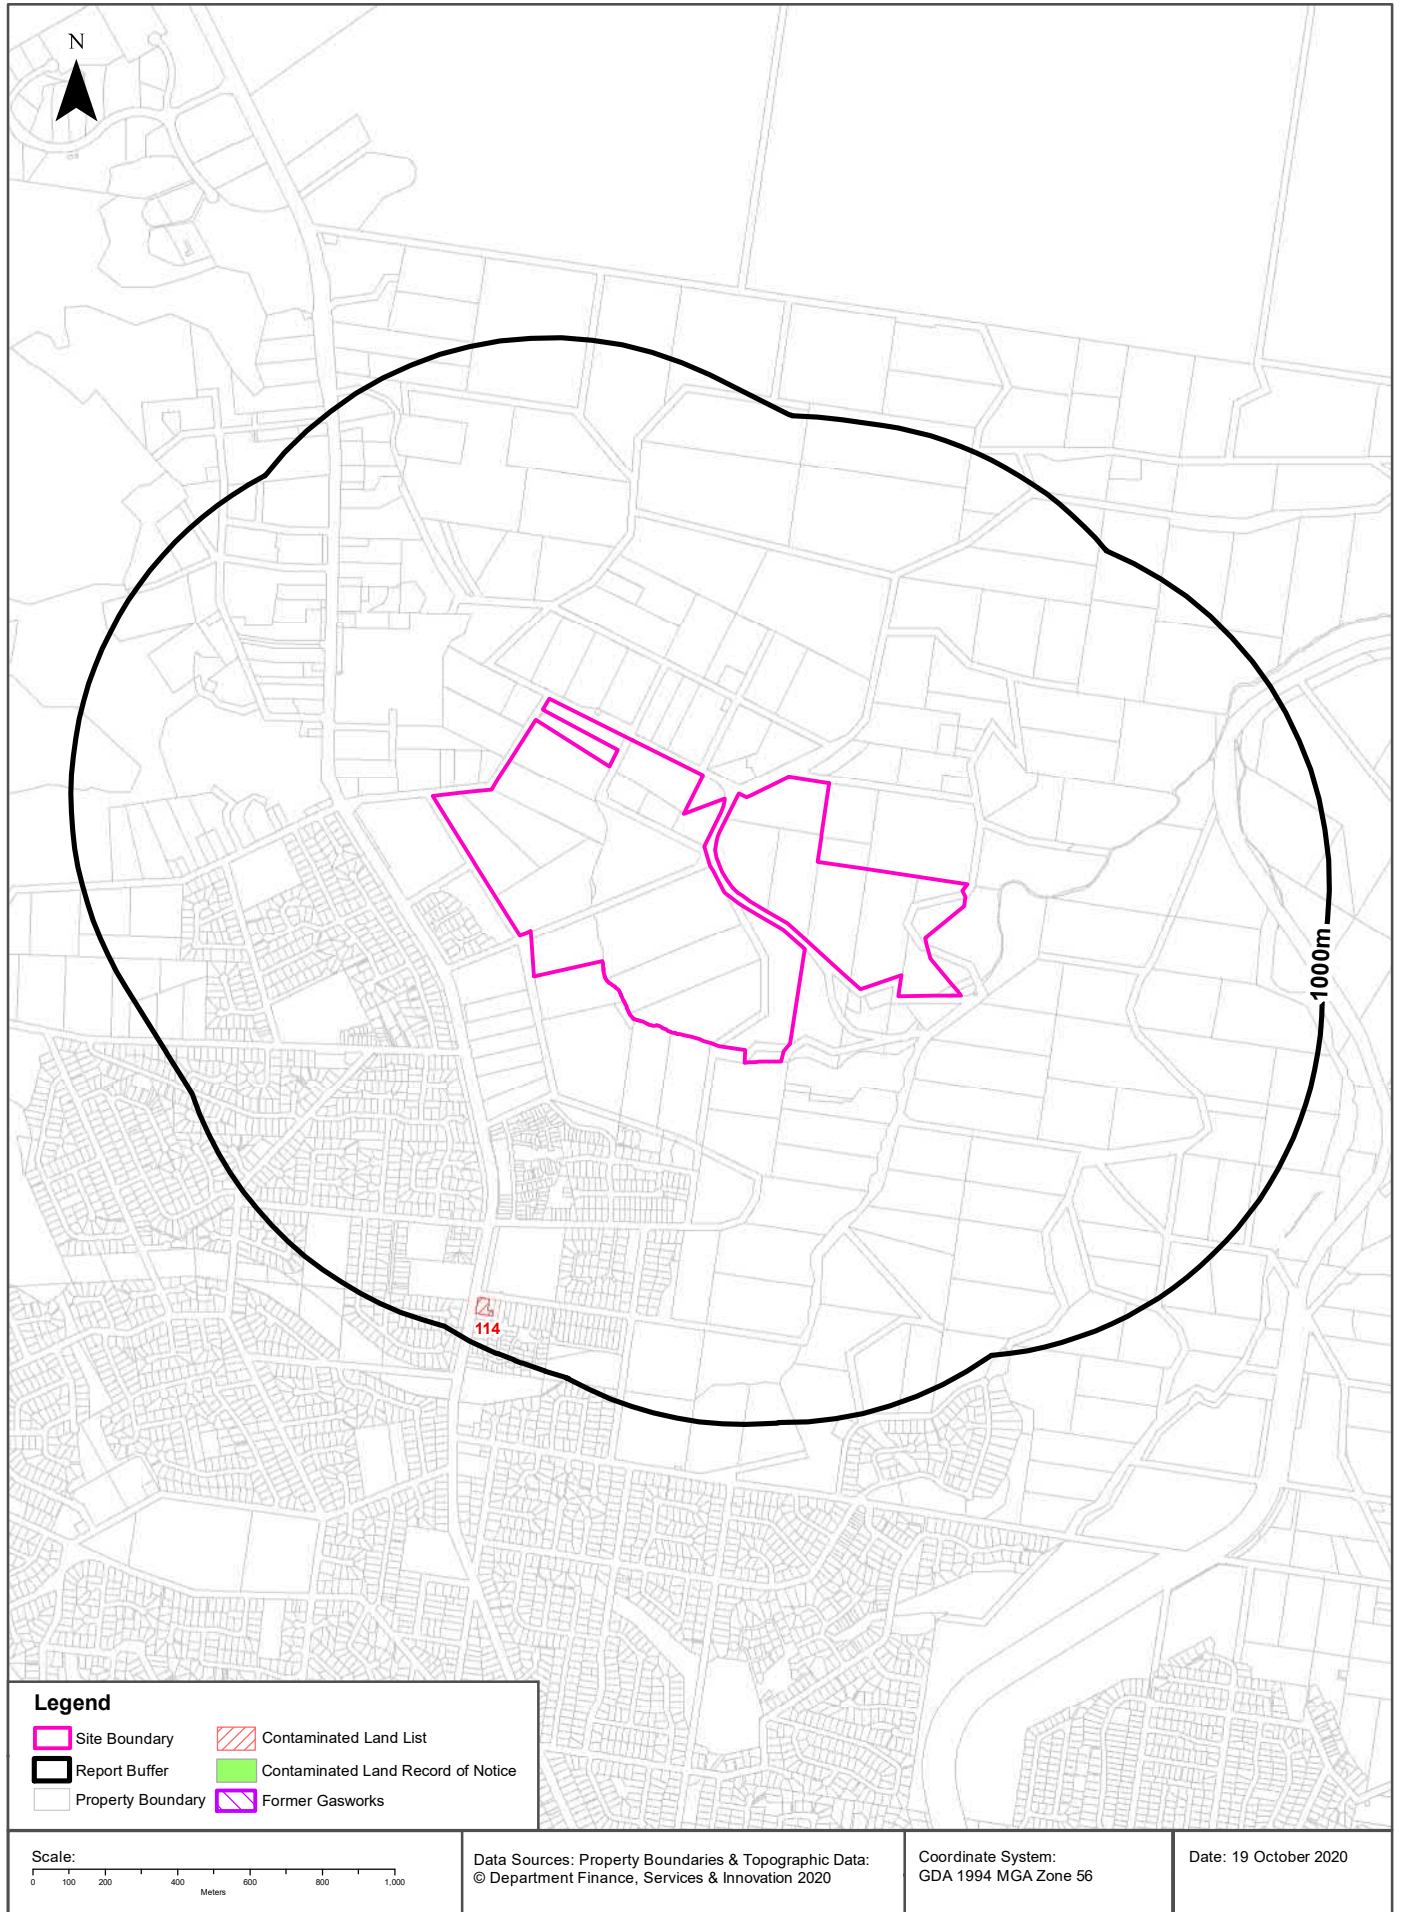 N
1000m
114
Legend
Site Boundary
Contaminated Land List
Report Buffer
Contaminated Land Record of Notice
Property Boundary
Former Gasworks
Scale:
0 100 200 400 600 800 1,000
Meters
Data Sources: Property Boundaries & Topographic Data:
© Department Finance, Services & Innovation 2020
Coordinate System:
GDA 1994 MGA Zone 56
Date: 19 October 2020